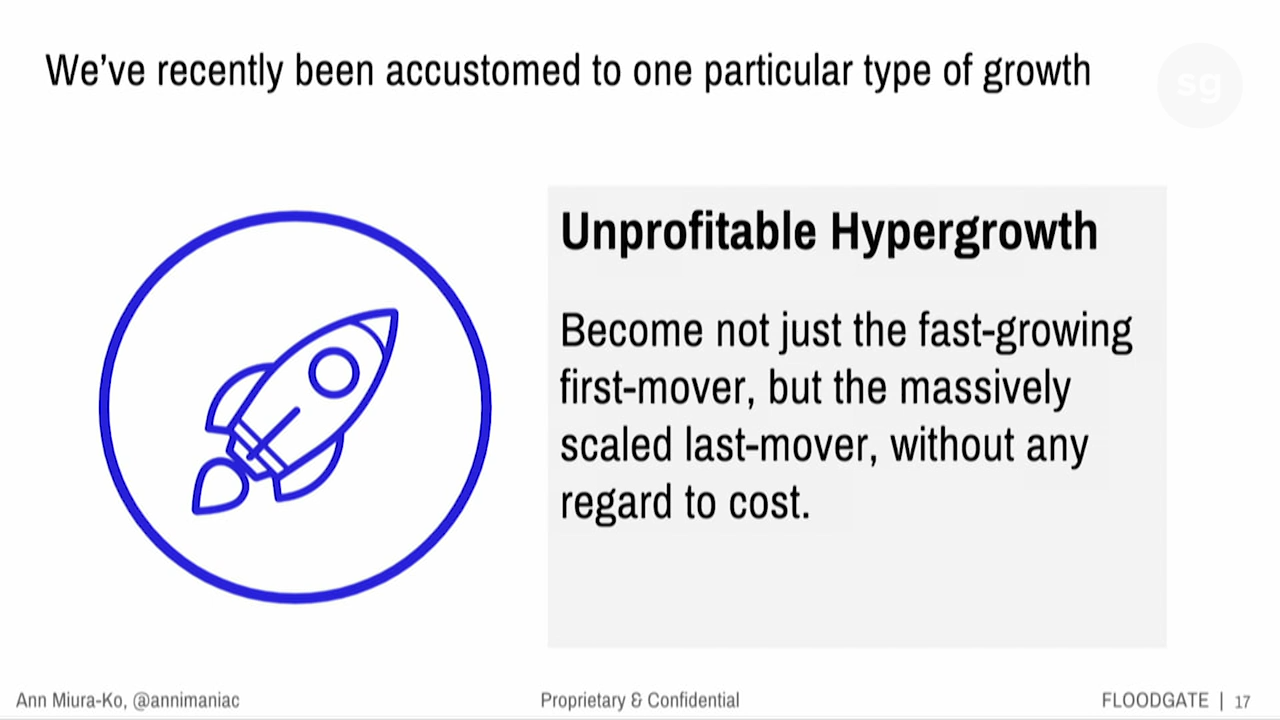 We’ve recently been accustomed to one particular type of growth
sg
Unprofitable Hypergrowth
Become not just the fast-growing
first-mover, but the massively
scaled last-mover, without any
regard to cost.
Ann Miura-Ko, @annimaniac
Proprietary & Confidential
FLOODGATE | 17